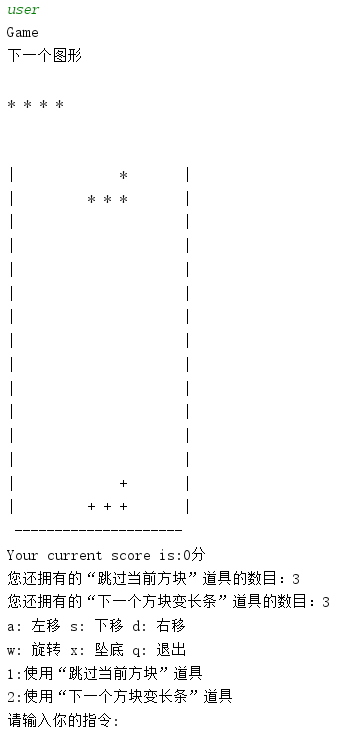 user
Game
下一个图形
* * * *
|             *       |
|         * * *       |
|                     |
|                     |
|                     |
|                     |
|                     |
|                     |
|                     |
|                     |
|                     |
|                     |
|                     |
|             +       |
|         + + +       |
 ---------------------
Your current score is:0分
您还拥有的“跳过当前方块”道具的数目：3
您还拥有的“下一个方块变长条”道具的数目：3
a: 左移 s: 下移 d: 右移
w: 旋转 x: 坠底 q: 退出
1:使用“跳过当前方块”道具
2:使用“下一个方块变长条”道具
请输入你的指令: